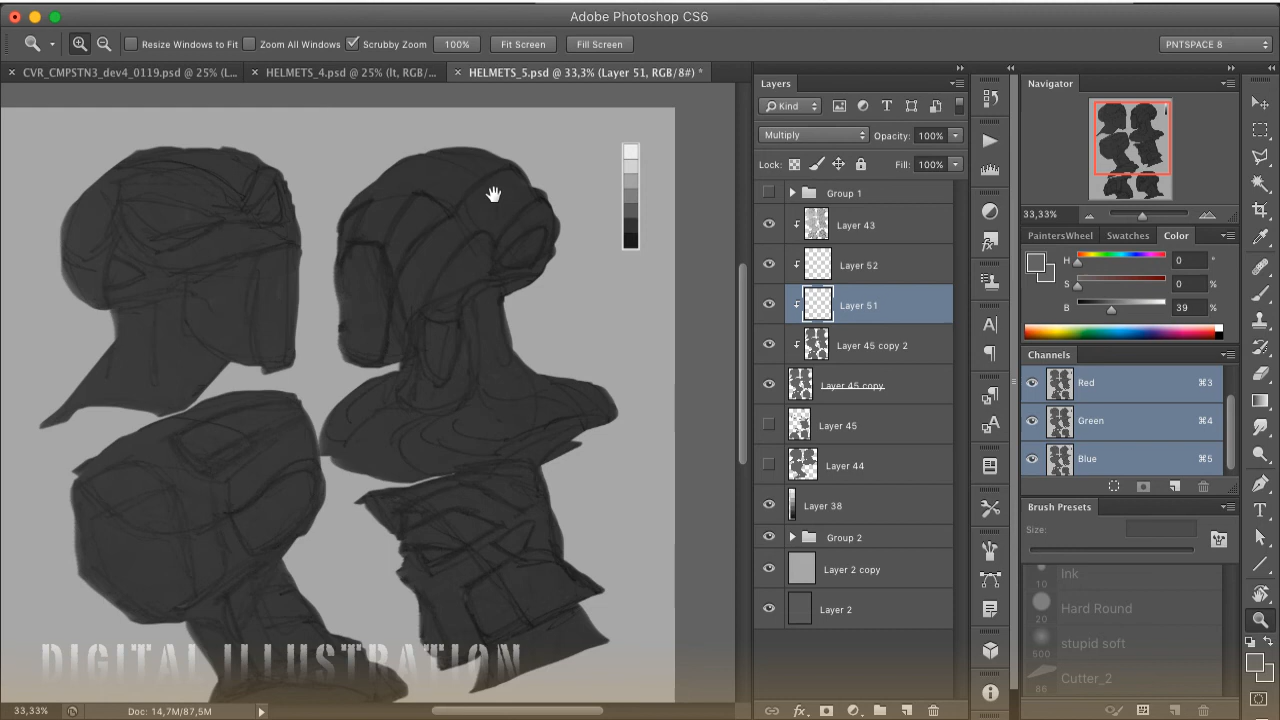 Adobe Photoshop CS6
Resize Windows to Fit Zoom All Windows Scrubby Zoom 100% Fit Screen Fill Screen PNTSPACE 8
× CVR_CMPSTN3_dev4_0119.psd @ 25% (L... × HELMETS_4.psd @ 25% (lt, RGB/... × HELMETS_5.psd @ 33,3% (Layer 51, RGB/8#) *
Layers
Kind
Multiply Opacity: 100%
Lock: Fill: 100%
Group 1
Layer 43
Layer 52
Layer 51
Layer 45 copy 2
Layer 45 copy
Layer 45
Layer 44
Layer 38
Group 2
Layer 2 copy
Layer 2
Navigator
33,33%
PaintersWheel Swatches Color
H 0 °
S 0 %
B 39 %
Channels
Red ⌘3
Green ⌘4
Blue ⌘5
Brush Presets
Size:
Ink
10
Hard Round
20
stupid soft
500
Cutter_2
86
DIGITAL ILLUSTRATION
33,33% Doc: 14,7M/87,5M